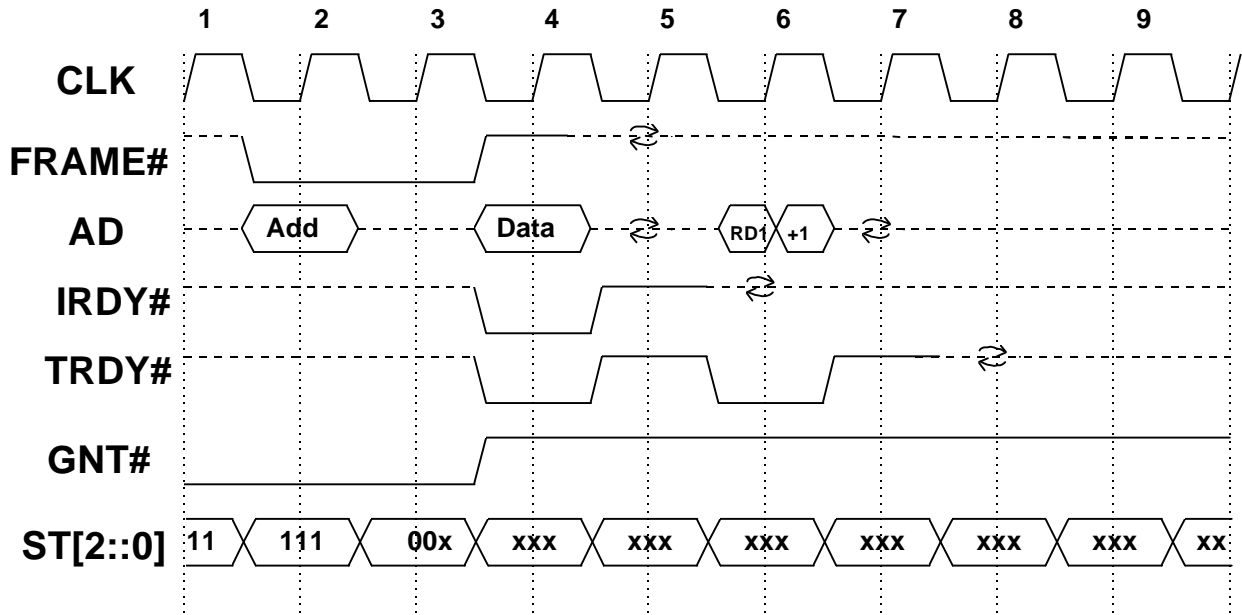 1 2 3 4 5 6 7 8 9
CLK
FRAME#
AD Add Data RD1 +1
IRDY#
TRDY#
GNT#
ST[2::0] 11 111 00x xxx xxx xxx xxx xxx xxx xx